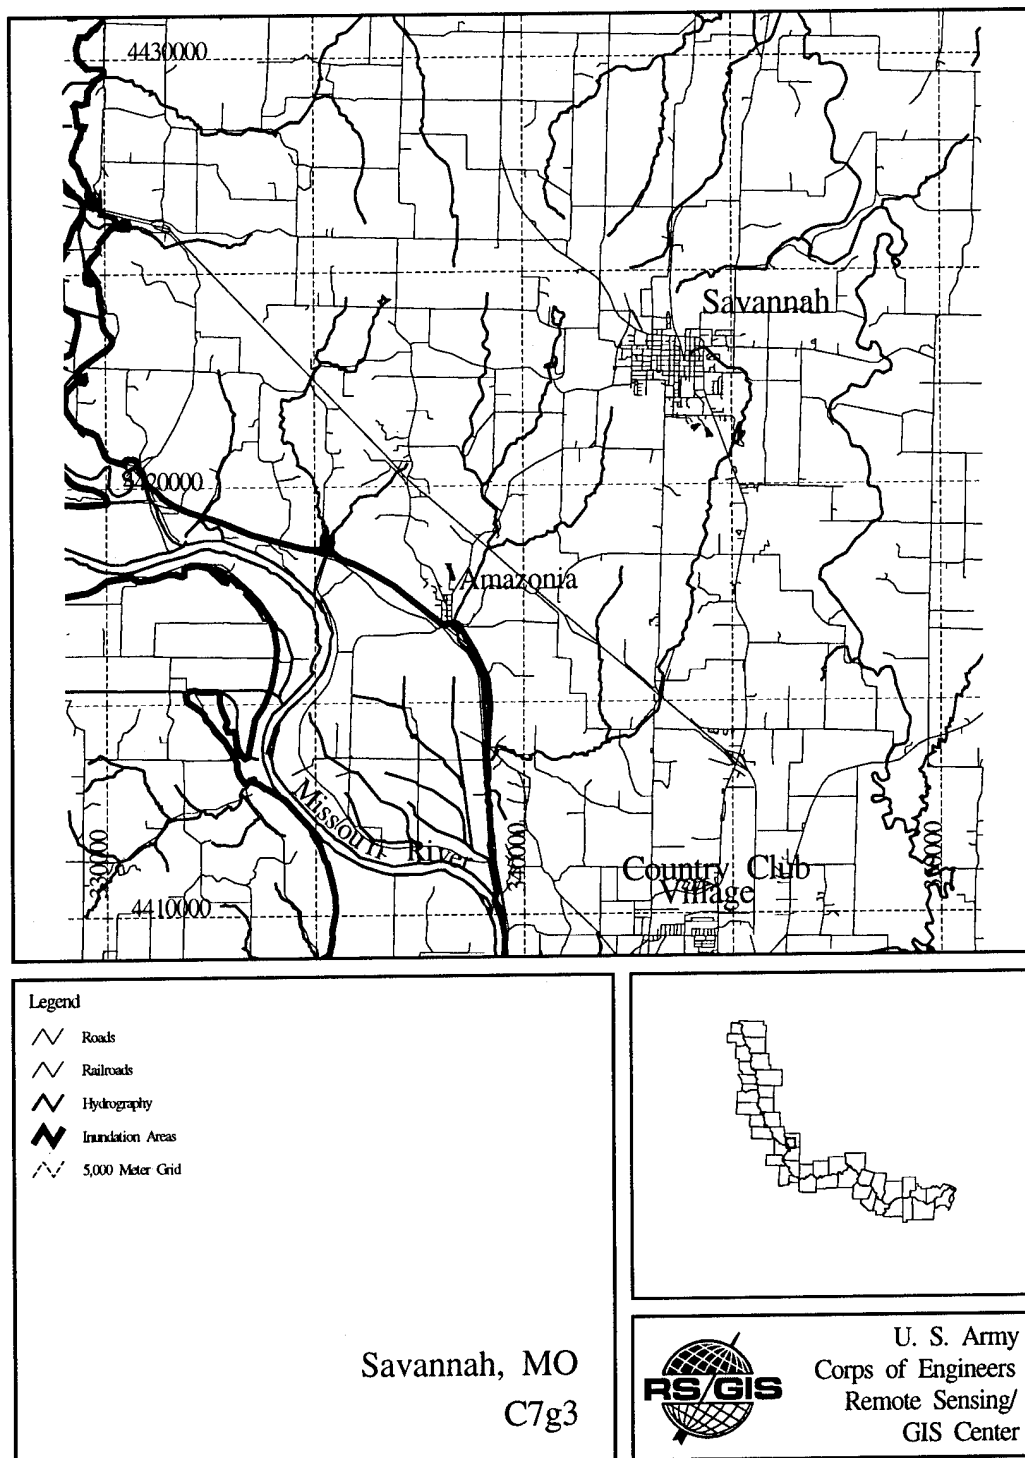 4430000
Savannah
4420000
Amazonia
Missouri River
330000
340000
Country Club
Village
4410000
Legend
Roads
Railroads
Hydrography
Inundation Areas
5,000 Meter Grid
Savannah, MO
C7g3
RS/GIS
U. S. Army
Corps of Engineers
Remote Sensing/
GIS Center